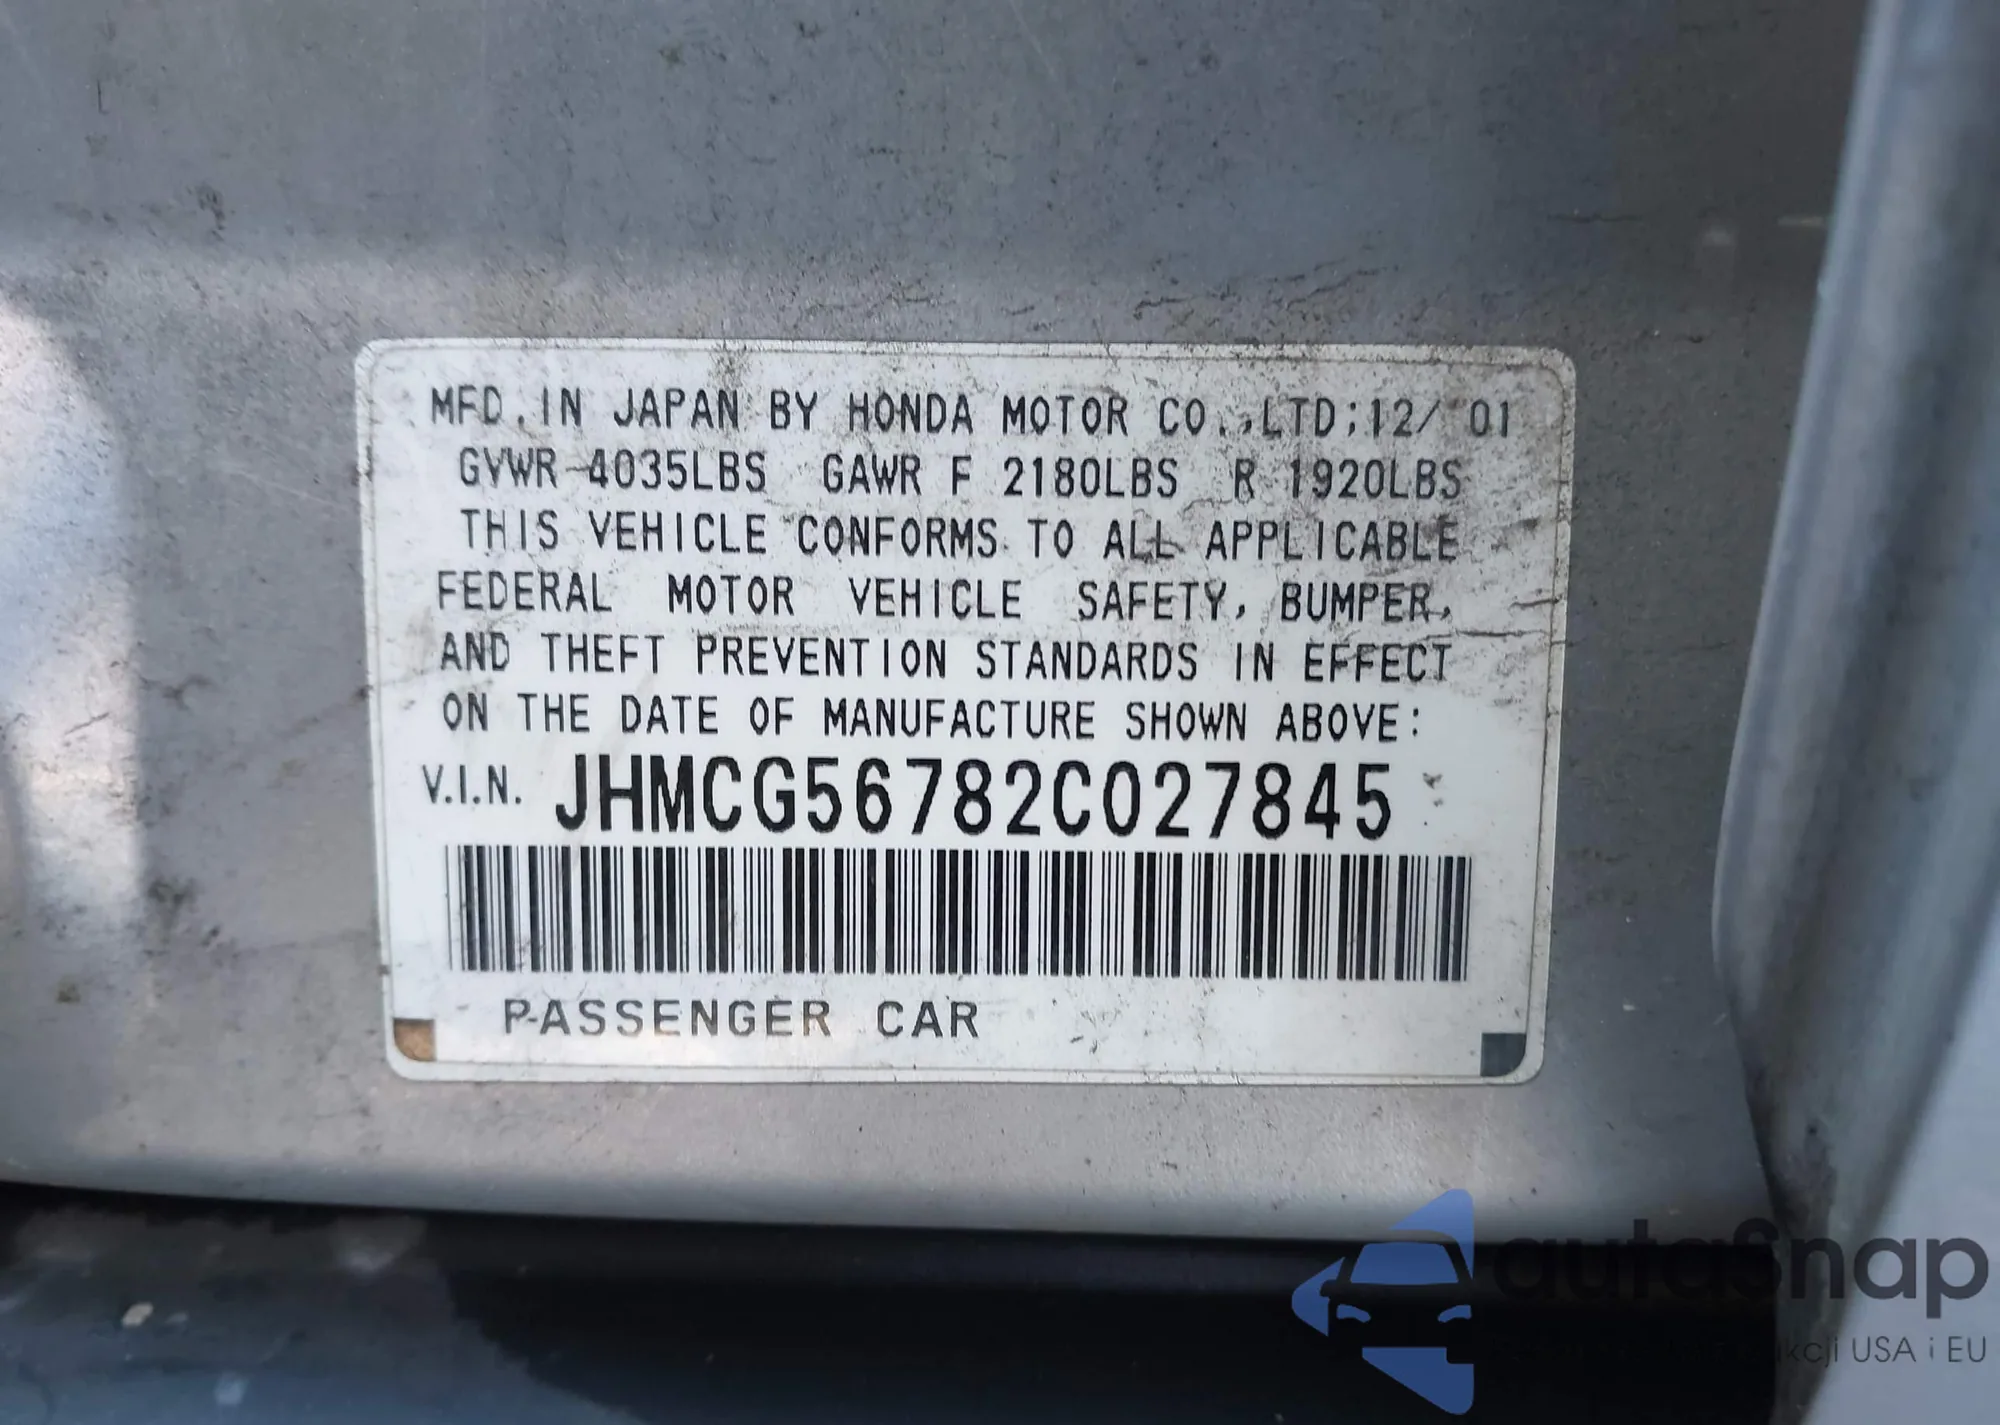 MFD. IN JAPAN BY HONDA MOTOR CO., LTD; 12/ 01
GVWR 4035LBS GAWR F 2180LBS R 1920LBS
THIS VEHICLE CONFORMS TO ALL APPLICABLE
FEDERAL MOTOR VEHICLE SAFETY, BUMPER,
AND THEFT PREVENTION STANDARDS IN EFFECT
ON THE DATE OF MANUFACTURE SHOWN ABOVE:
V.I.N. JHMCG56782C027845
PASSENGER CAR
autaSnap
USA i EU